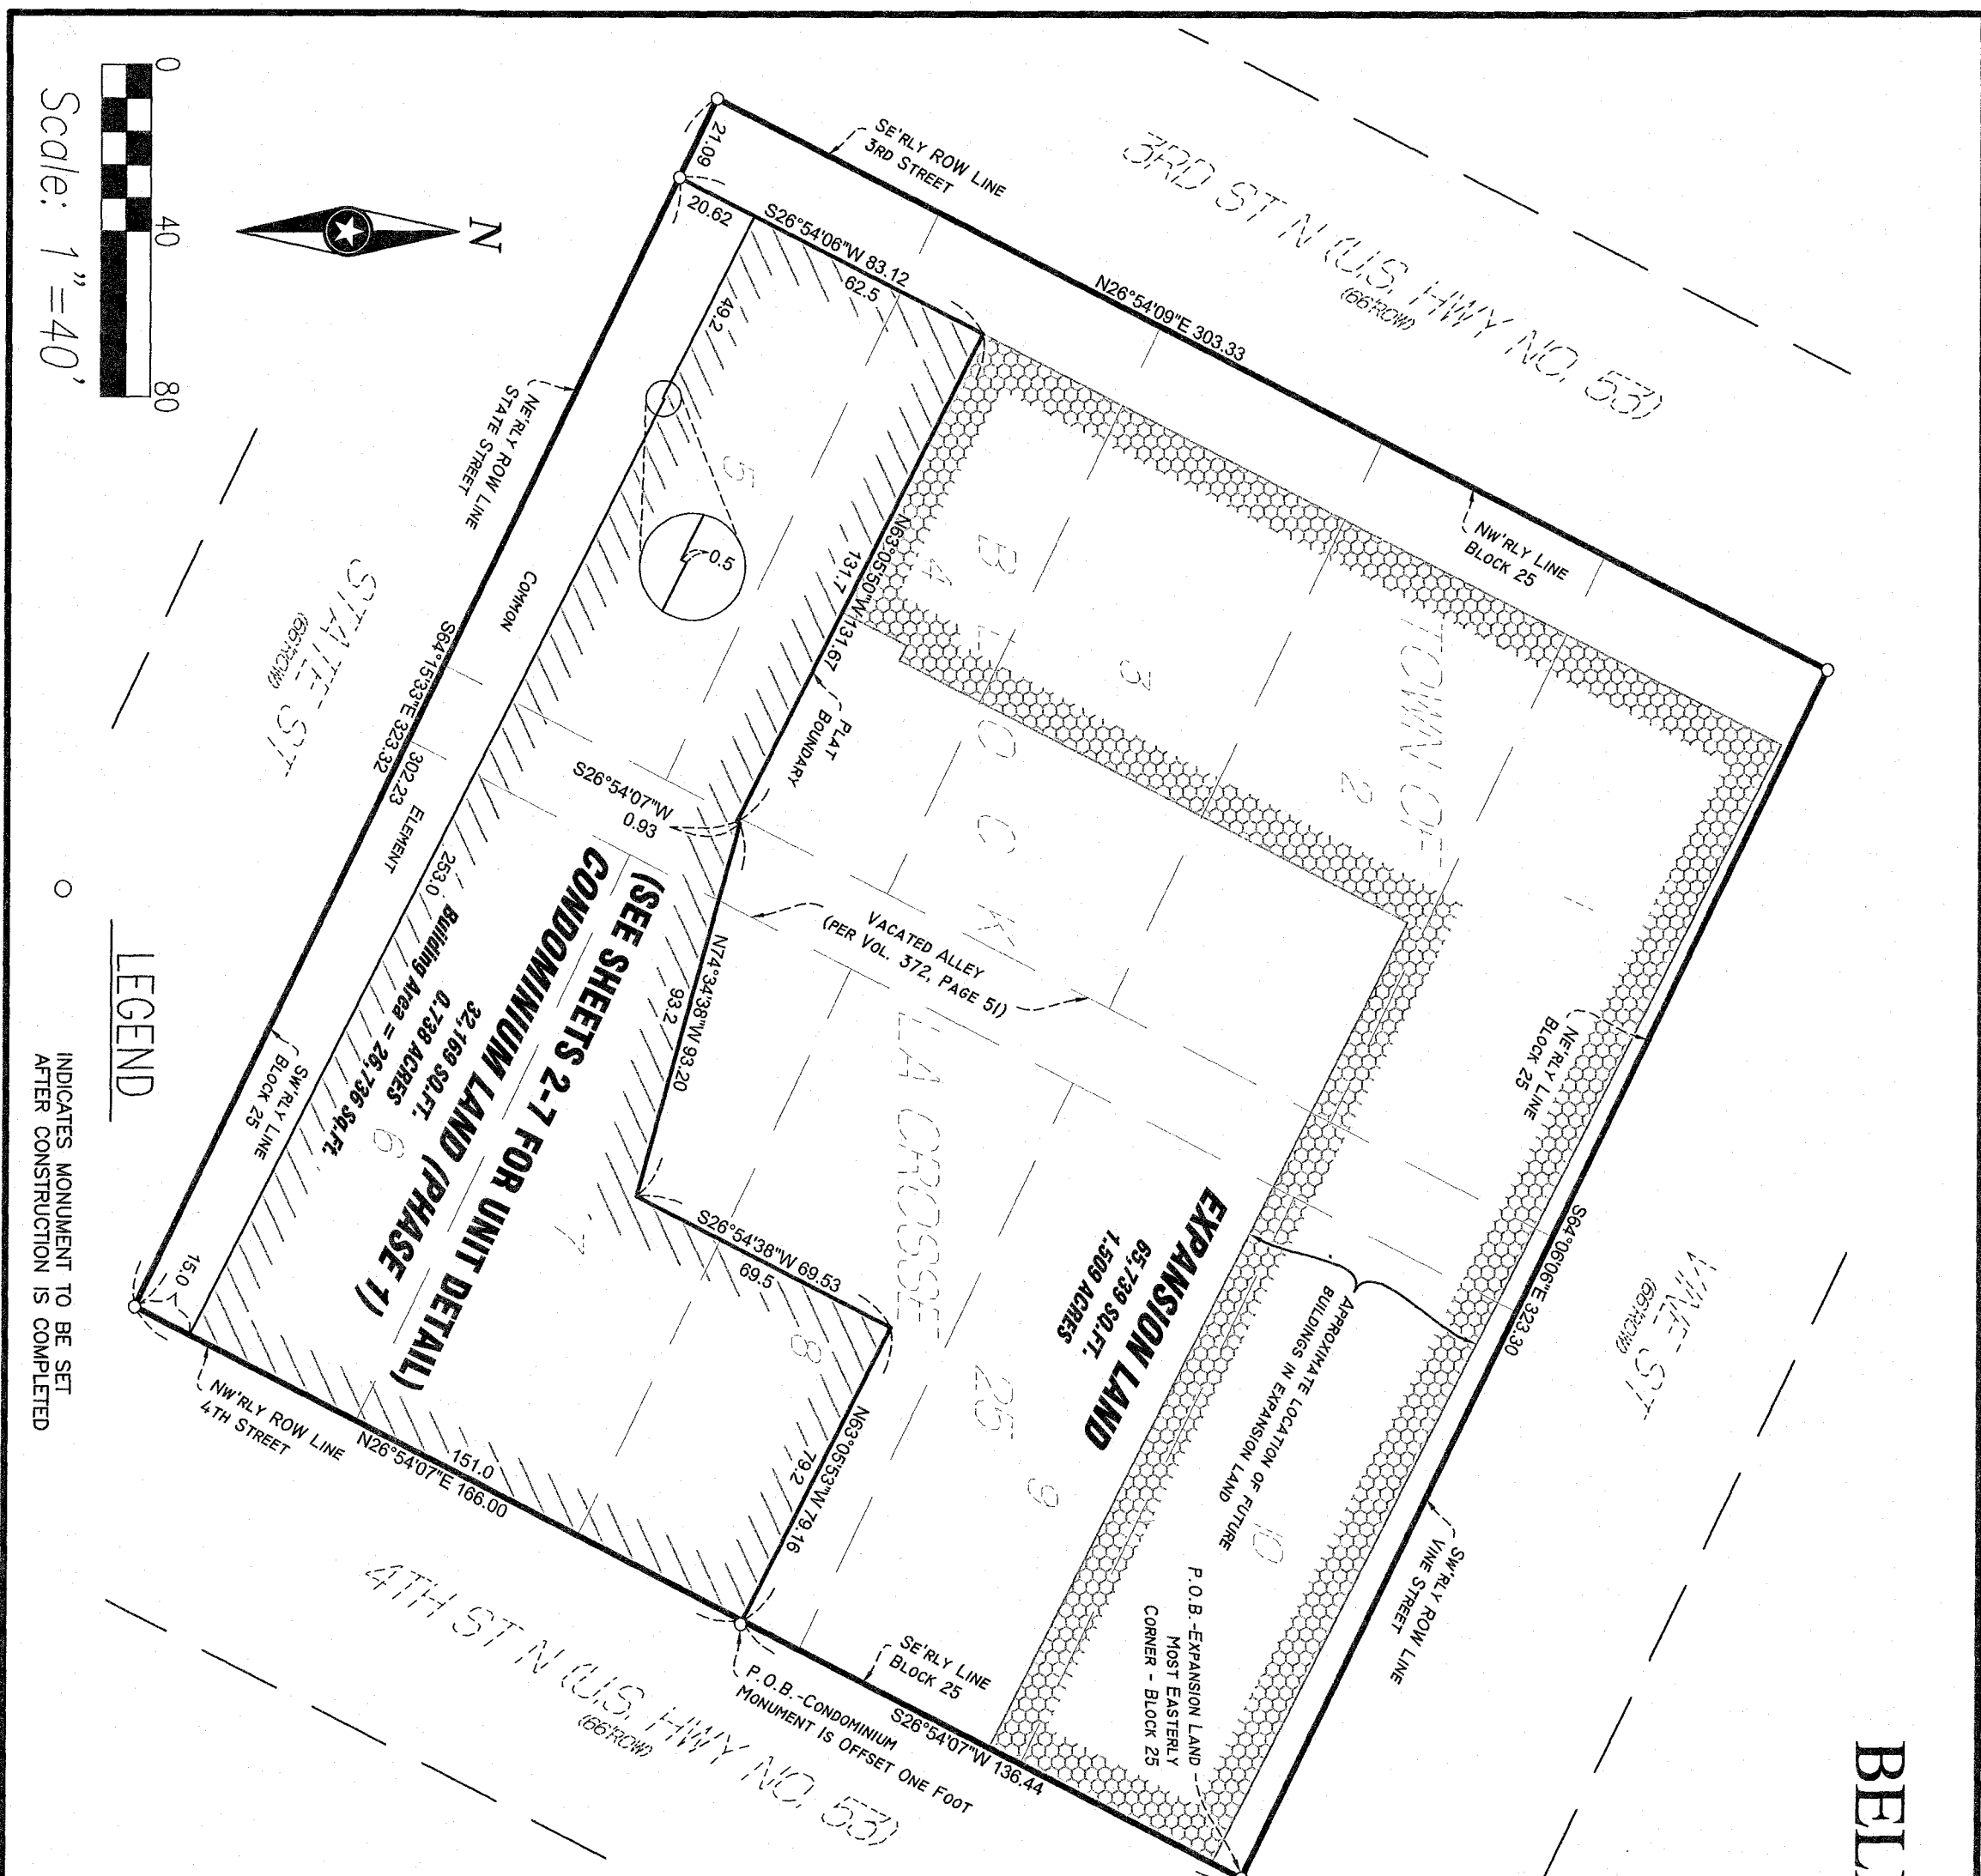 BEL
3RD ST N (U.S. HWY NO. 53)
(66'ROW)
SE'RLY ROW LINE
3RD STREET
N26°54'09"E 303.33
NW'RLY LINE
BLOCK 25
21.09
20.62
S26°54'06"W 83.12
62.5
49.2
0.5
N63°05'50"W 131.67
131.7
PLAT
BOUNDARY
S26°54'07"W
0.93
N74°34'38"W 93.20
93.2
S26°54'38"W 69.53
69.5
N63°05'53"W 79.16
79.2
VACATED ALLEY
(PER VOL. 372, PAGE 51)
TOWN OF
LA CROSSE
BLOCK
25
1
2
3
4
5
6
7
8
9
10
EXPANSION LAND
65,739 SQ.FT.
1.509 ACRES
APPROXIMATE LOCATION OF FUTURE
BUILDINGS IN EXPANSION LAND
NE'RLY LINE
BLOCK 25
S64°06'06"E 323.30
VINE ST
(66'ROW)
SW'RLY ROW LINE
VINE STREET
P.O.B.-EXPANSION LAND
MOST EASTERLY
CORNER - BLOCK 25
SE'RLY LINE
BLOCK 25
S26°54'07"W 136.44
P.O.B.-CONDOMINIUM
MONUMENT IS OFFSET ONE FOOT
4TH ST N (U.S. HWY NO. 53)
(66'ROW)
(SEE SHEETS 2-7 FOR UNIT DETAIL)
CONDOMINIUM LAND (PHASE 1)
32,169 SQ.FT.
0.738 ACRES
Building Area = 26,736 Sq.Ft.
253.0
COMMON
ELEMENT
S64°15'33"E 323.32
302.23
NE'RLY ROW LINE
STATE STREET
STATE ST
(66'ROW)
SW'RLY LINE
BLOCK 25
15.0
151.0
N26°54'07"E 166.00
NW'RLY ROW LINE
4TH STREET
N
0 40 80
Scale: 1"=40'
LEGEND
INDICATES MONUMENT TO BE SET
AFTER CONSTRUCTION IS COMPLETED